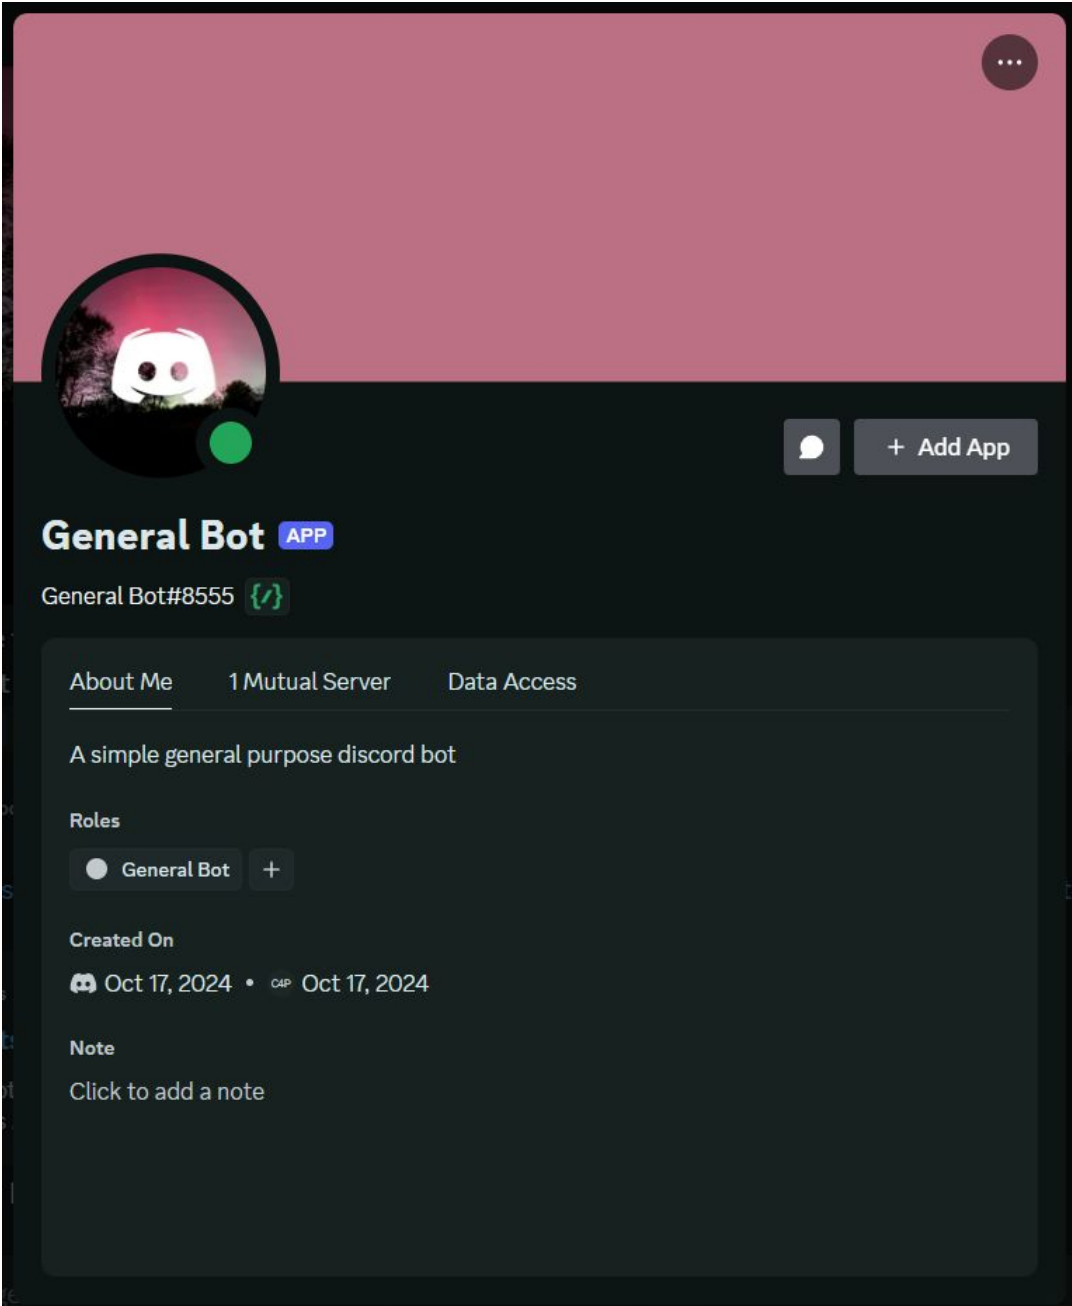 General Bot APP
General Bot#8555 {/}
+ Add App
About Me 1 Mutual Server Data Access
A simple general purpose discord bot
Roles
General Bot +
Created On
Oct 17, 2024 • C4P Oct 17, 2024
Note
Click to add a note